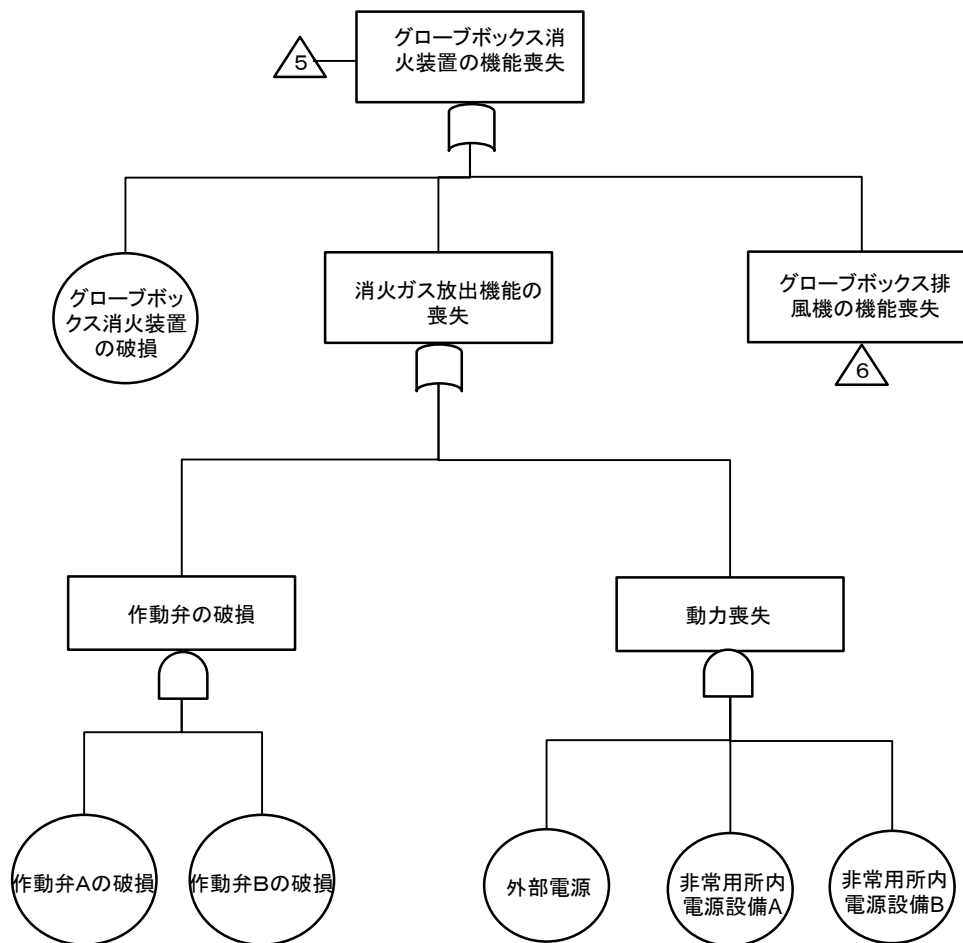 グローブボックス消
火装置の機能喪失
5
グローブボッ
クス消火装置
の破損
消火ガス放出機能の
喪失
グローブボックス排
風機の機能喪失
6
作動弁の破損
動力喪失
作動弁Aの破損
作動弁Bの破損
外部電源
非常用所内
電源設備A
非常用所内
電源設備B